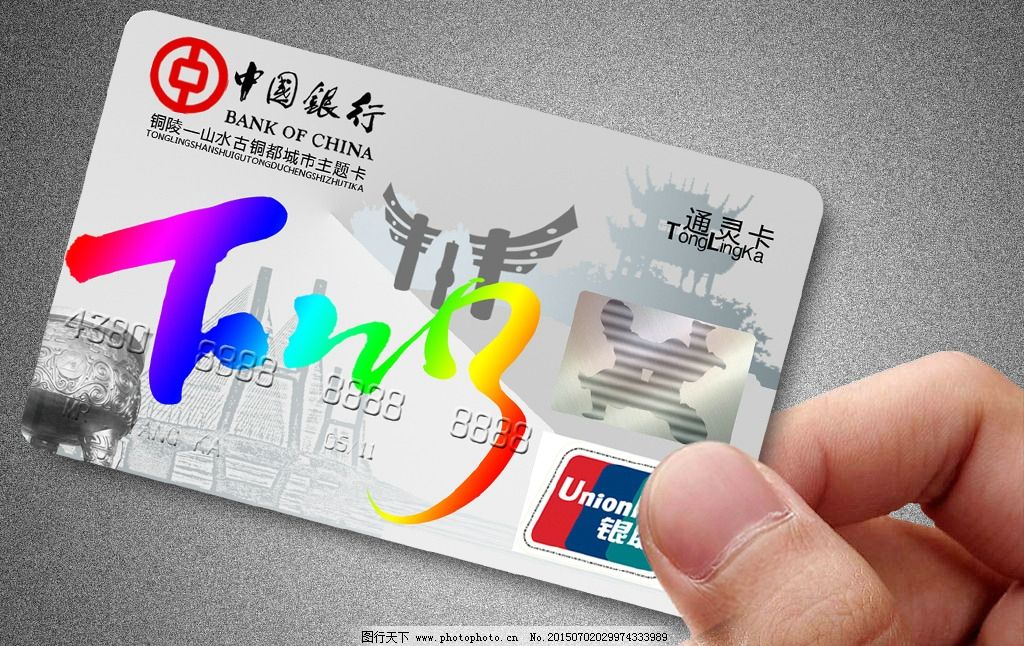 中国銀行
BANK OF CHINA
铜陵—山水古铜都城市主题卡
TONGLINGSHANSHUIGUTONGDUCHENGSHIZHUTIKA
通灵卡
TongLingKa
Tong
4380 8888 8888 8888
05/11
Union
银联
图行天下 www.photophoto.cn No.20150702029974333989